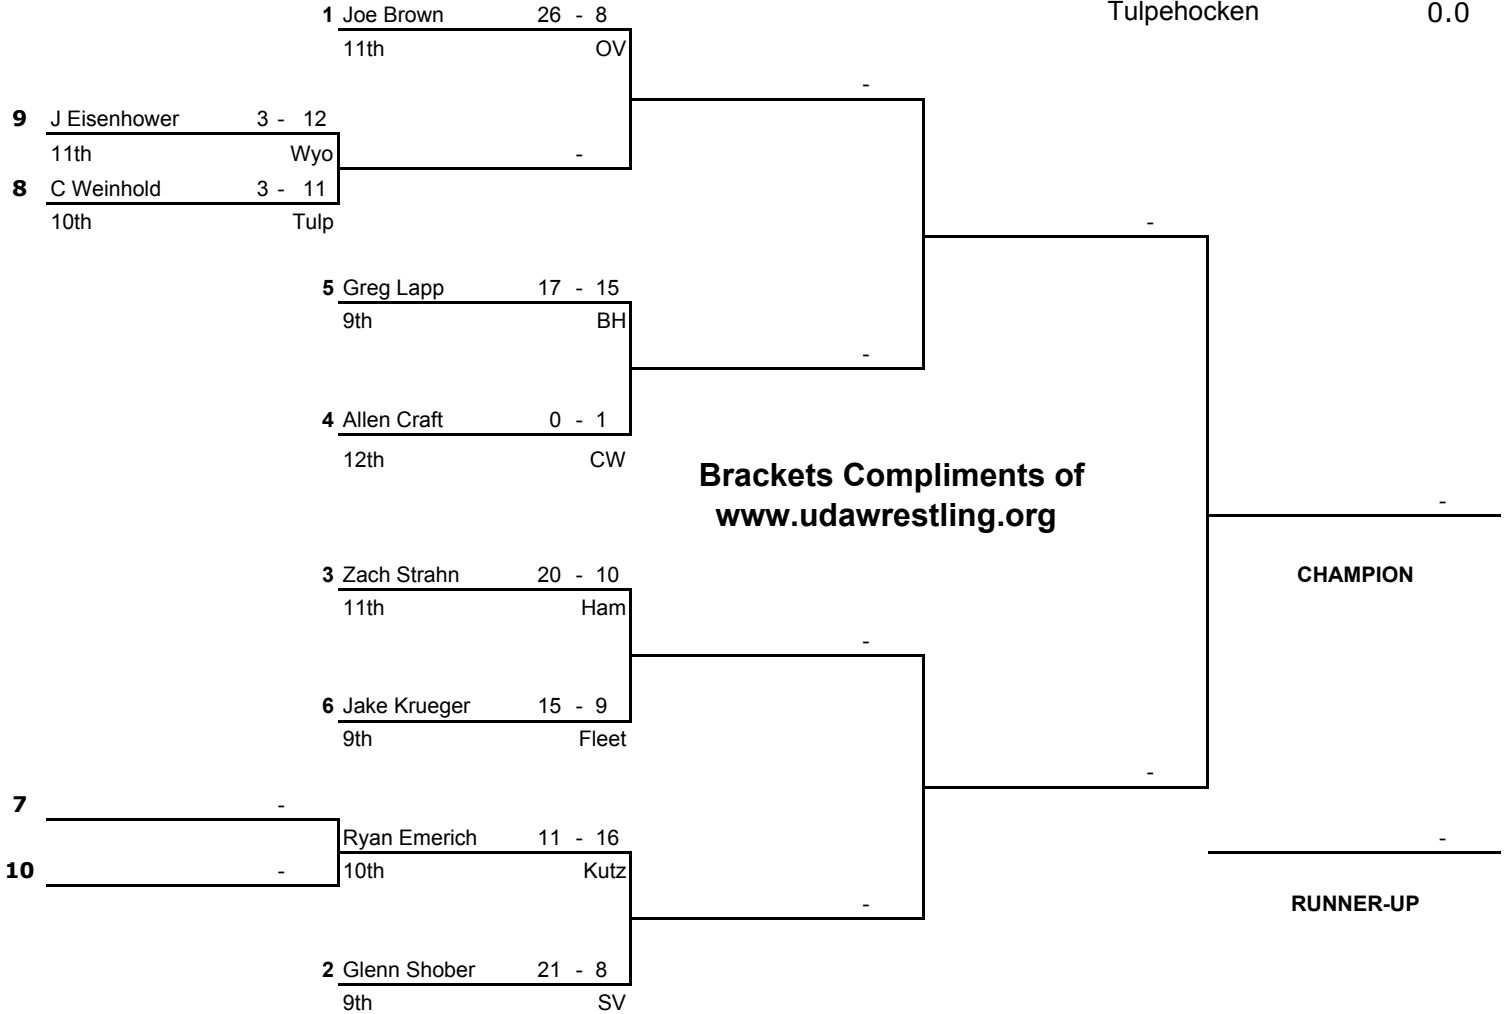 1 Joe Brown 26 - 8
Tulpehocken 0.0
11th OV
-
9 J Eisenhower 3 - 12
11th Wyo
-
8 C Weinhold 3 - 11
10th Tulp
-
5 Greg Lapp 17 - 15
9th BH
-
4 Allen Craft 0 - 1
12th CW
Brackets Compliments of
www.udawrestling.org
-
3 Zach Strahn 20 - 10
CHAMPION
11th Ham
-
6 Jake Krueger 15 - 9
9th Fleet
-
7 -
Ryan Emerich 11 - 16
-
10 -
10th Kutz
-
RUNNER-UP
2 Glenn Shober 21 - 8
9th SV